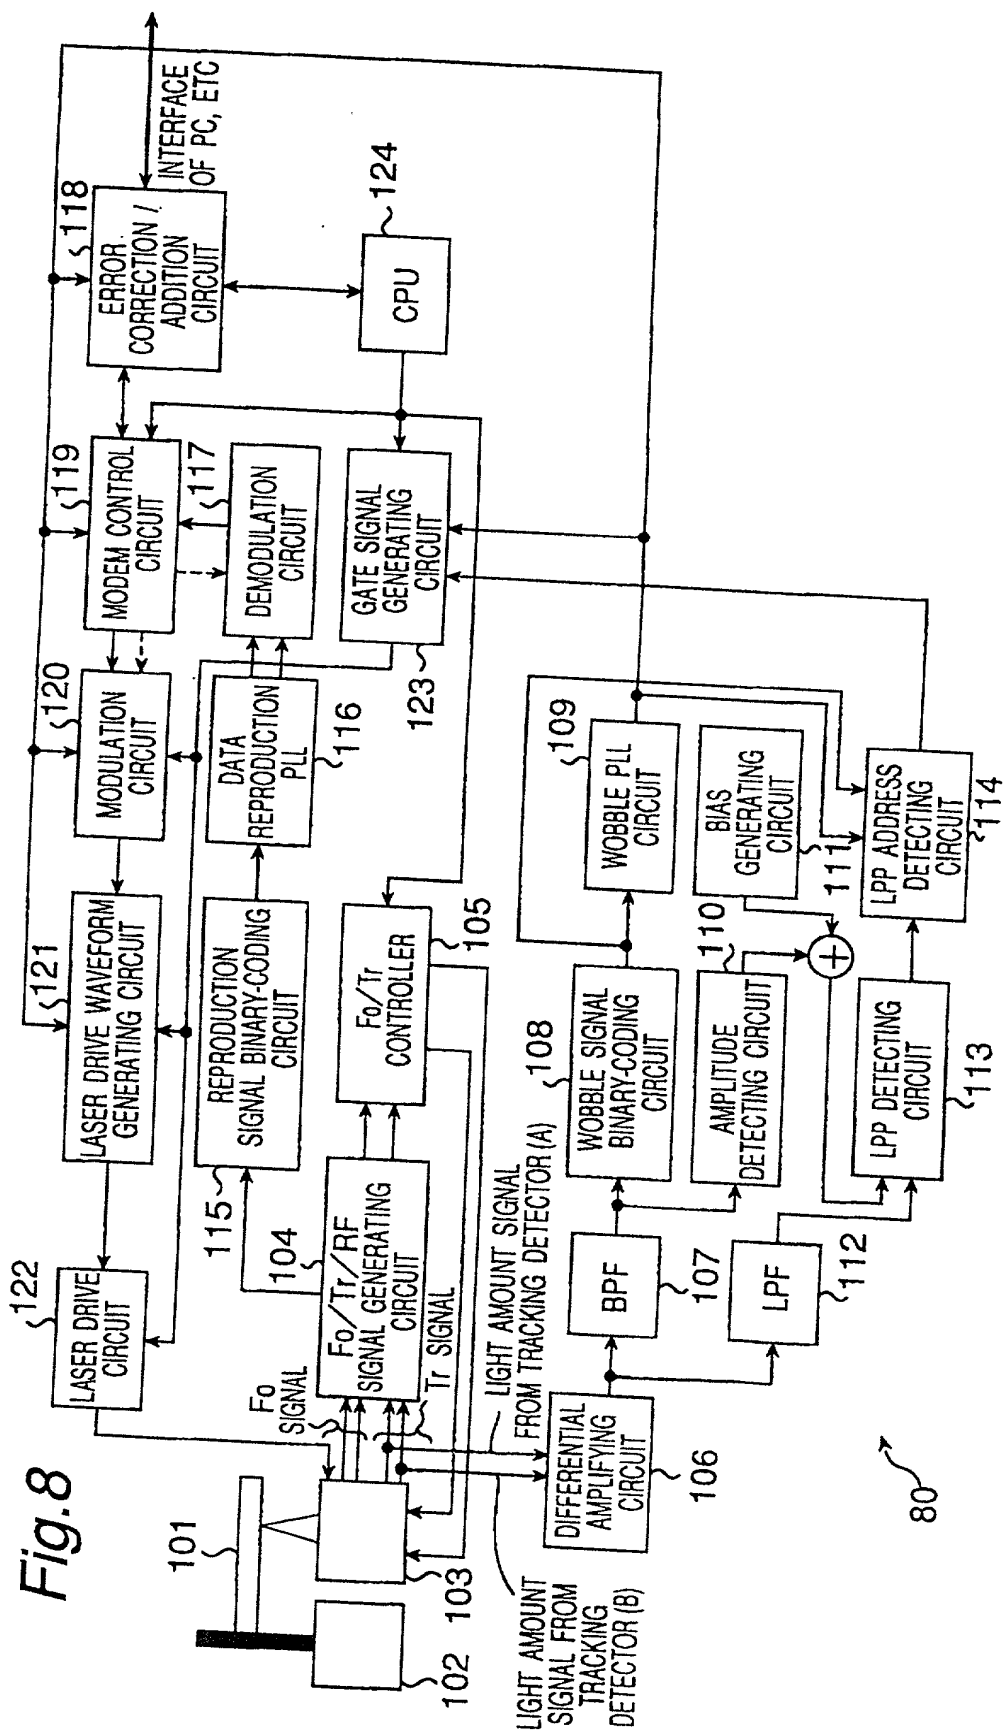 Fig.8
101
102
103
122
LASER DRIVE
CIRCUIT
121
LASER DRIVE WAVEFORM
GENERATING CIRCUIT
120
MODULATION
CIRCUIT
119
MODEM CONTROL
CIRCUIT
118
ERROR
CORRECTION /
ADDITION
CIRCUIT
INTERFACE
OF PC, ETC
115
REPRODUCTION
SIGNAL BINARY-CODING
CIRCUIT
DATA
REPRODUCTION
PLL
116
117
DEMODULATION
CIRCUIT
124
CPU
Fo
SIGNAL
104
Fo/Tr/RF
SIGNAL GENERATING
CIRCUIT
Tr SIGNAL
Fo/Tr
CONTROLLER
105
GATE SIGNAL
GENERATING
CIRCUIT
123
LIGHT AMOUNT SIGNAL
FROM TRACKING DETECTOR(A)
LIGHT AMOUNT
SIGNAL FROM
TRACKING
DETECTOR(B)
DIFFERENTIAL
AMPLIFYING
CIRCUIT
106
BPF
107
108
WOBBLE SIGNAL
BINARY-CODING
CIRCUIT
109
WOBBLE PLL
CIRCUIT
AMPLITUDE
DETECTING CIRCUIT
110
BIAS
GENERATING
CIRCUIT
111
+
LPF
112
LPP DETECTING
CIRCUIT
113
LPP ADDRESS
DETECTING
CIRCUIT
114
80